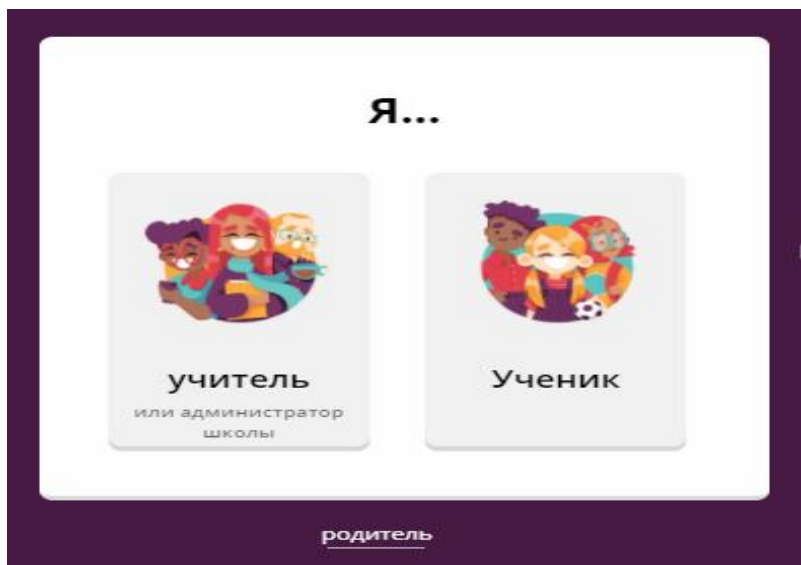 Я...
учитель
или администратор
школы
Ученик
родитель